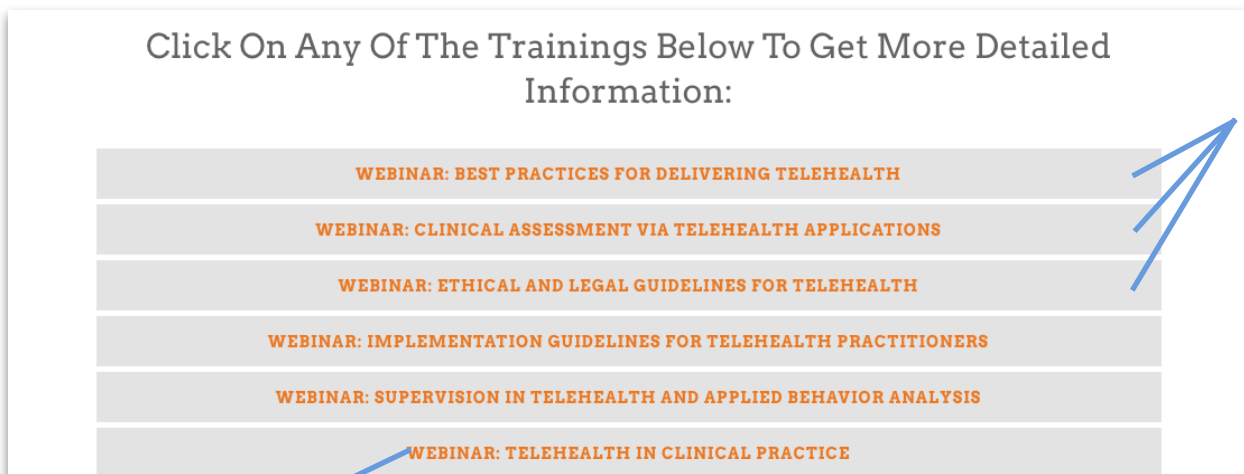 Click On Any Of The Trainings Below To Get More Detailed
Information:
WEBINAR: BEST PRACTICES FOR DELIVERING TELEHEALTH
WEBINAR: CLINICAL ASSESSMENT VIA TELEHEALTH APPLICATIONS
WEBINAR: ETHICAL AND LEGAL GUIDELINES FOR TELEHEALTH
WEBINAR: IMPLEMENTATION GUIDELINES FOR TELEHEALTH PRACTITIONERS
WEBINAR: SUPERVISION IN TELEHEALTH AND APPLIED BEHAVIOR ANALYSIS
WEBINAR: TELEHEALTH IN CLINICAL PRACTICE